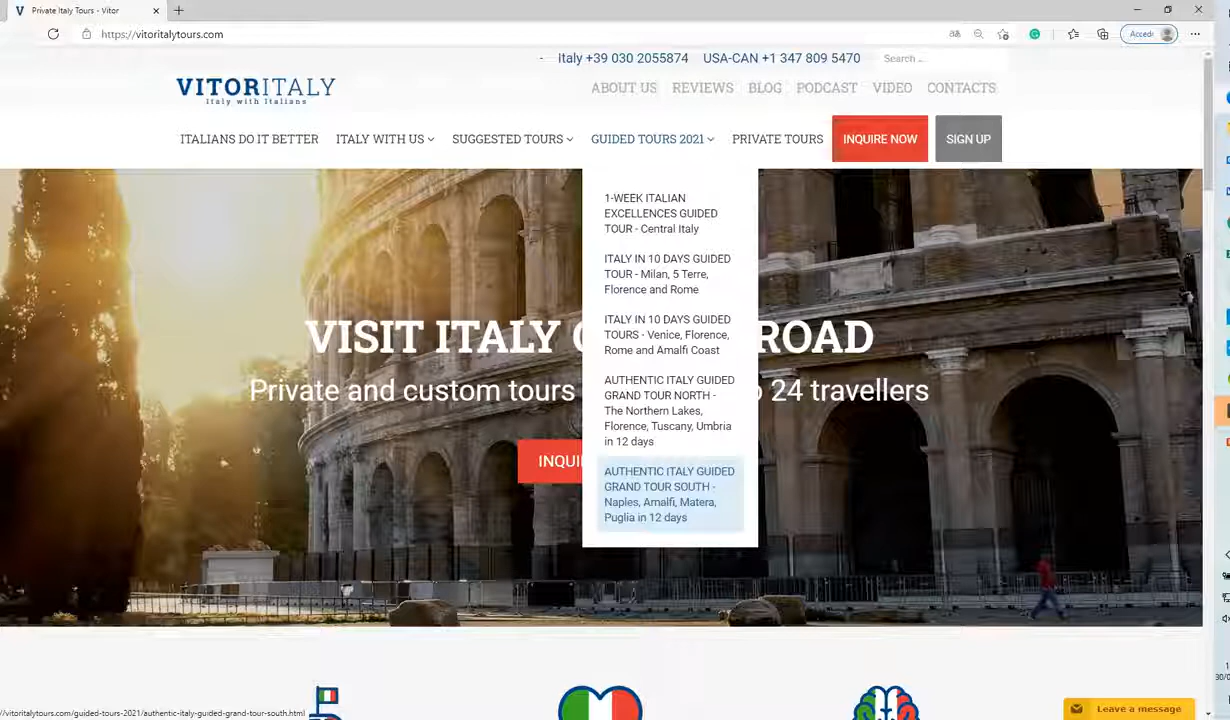 Private Italy Tours - Vitor
https://vitoritalytours.com
Accedi
Italy +39 030 2055874 USA-CAN +1 347 809 5470
Search ...
VITORITALY
Italy with Italians
ABOUT US REVIEWS BLOG PODCAST VIDEO CONTACTS
ITALIANS DO IT BETTER ITALY WITH US SUGGESTED TOURS GUIDED TOURS 2021 PRIVATE TOURS INQUIRE NOW SIGN UP
1-WEEK ITALIAN
EXCELLENCES GUIDED
TOUR - Central Italy
ITALY IN 10 DAYS GUIDED
TOUR - Milan, 5 Terre,
Florence and Rome
ITALY IN 10 DAYS GUIDED
TOURS - Venice, Florence,
Rome and Amalfi Coast
AUTHENTIC ITALY GUIDED
GRAND TOUR NORTH -
The Northern Lakes,
Florence, Tuscany, Umbria
in 12 days
AUTHENTIC ITALY GUIDED
GRAND TOUR SOUTH -
Naples, Amalfi, Matera,
Puglia in 12 days
VISIT ITALY
ROAD
Private and custom tours
24 travellers
INQUI
//vitoritalytours.com/guided-tours-2021/authentic-italy-guided-grand-tour-south.html
Leave a message